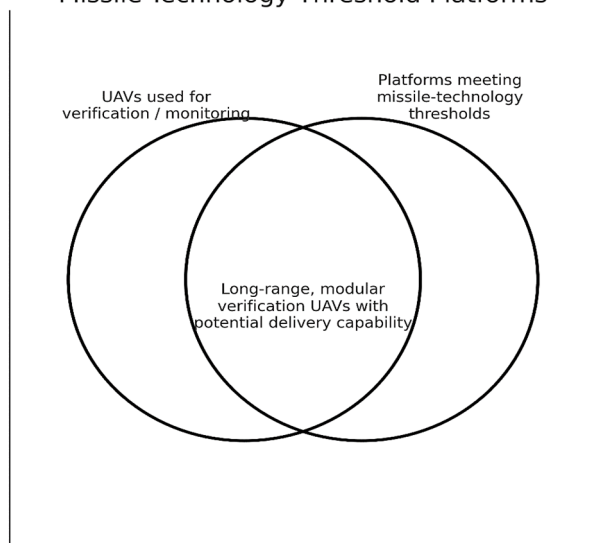 Missile-Technology-Threshold Platforms
UAVs used for
verification / monitoring
Platforms meeting
missile-technology
thresholds
Long-range, modular
verification UAVs with
potential delivery capability